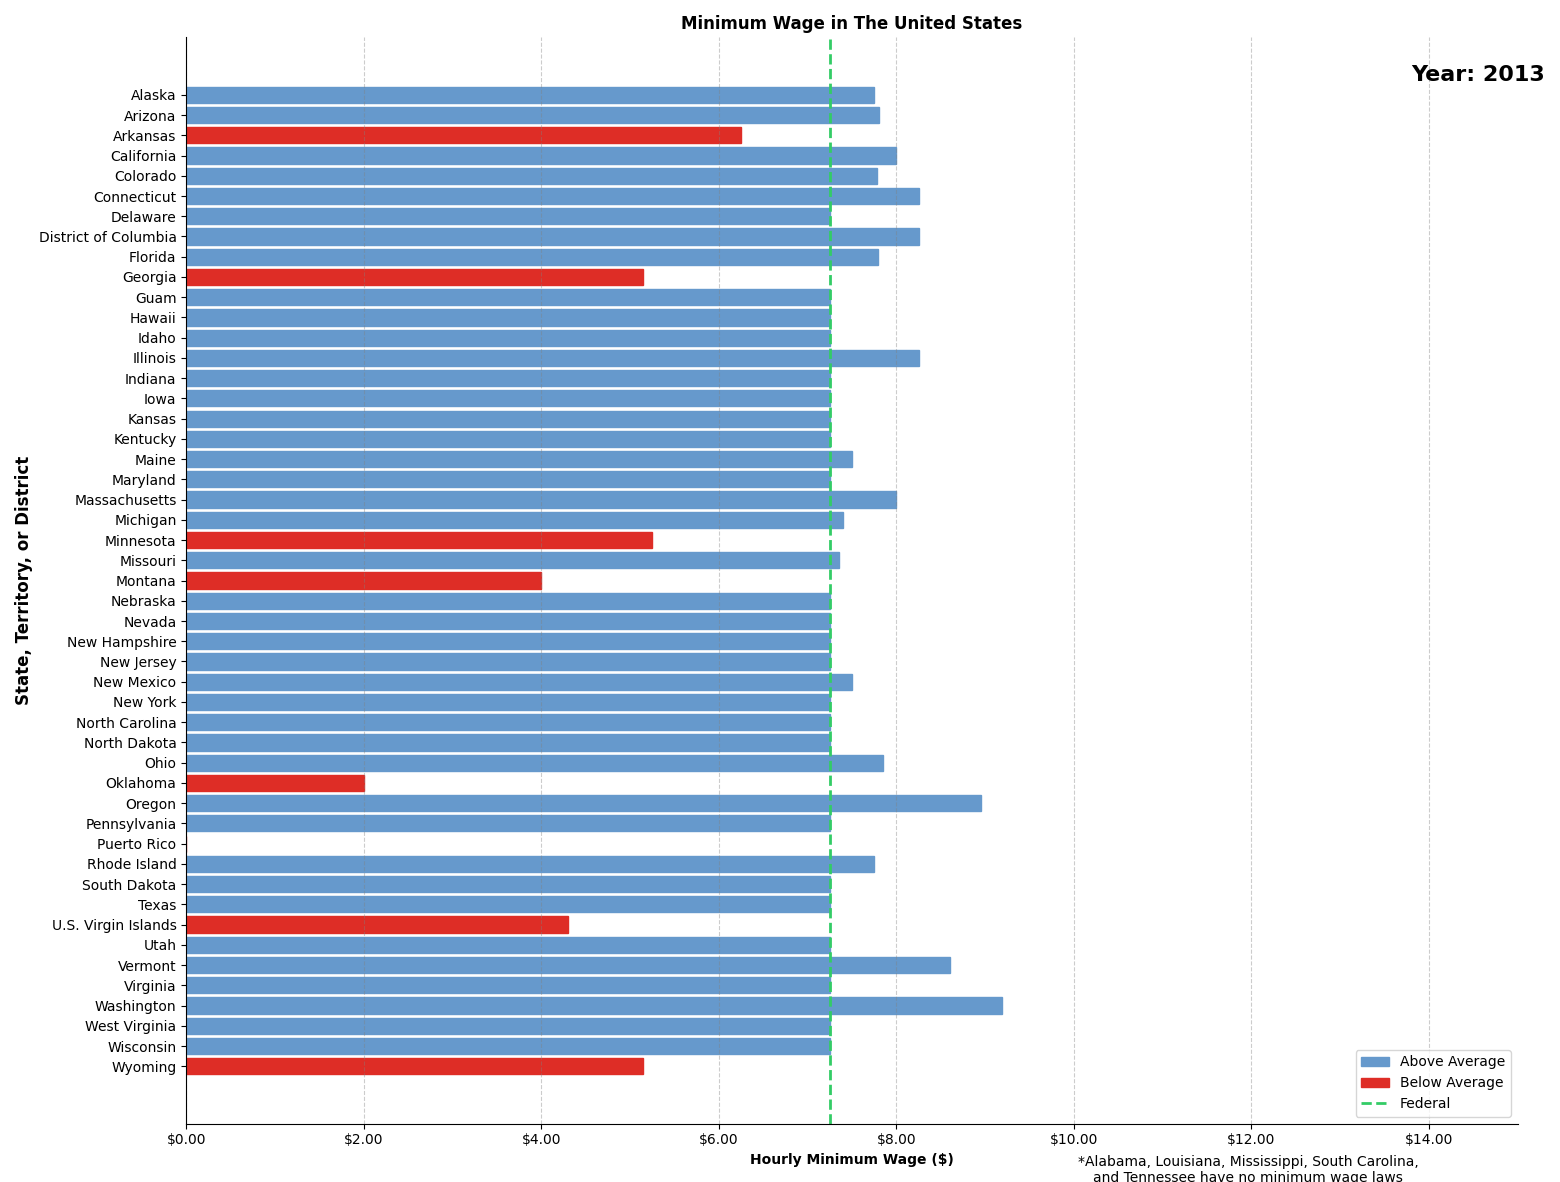 Minimum Wage in The United States
Year: 2013
State, Territory, or District
Alaska
Arizona
Arkansas
California
Colorado
Connecticut
Delaware
District of Columbia
Florida
Georgia
Guam
Hawaii
Idaho
Illinois
Indiana
Iowa
Kansas
Kentucky
Maine
Maryland
Massachusetts
Michigan
Minnesota
Missouri
Montana
Nebraska
Nevada
New Hampshire
New Jersey
New Mexico
New York
North Carolina
North Dakota
Ohio
Oklahoma
Oregon
Pennsylvania
Puerto Rico
Rhode Island
South Dakota
Texas
U.S. Virgin Islands
Utah
Vermont
Virginia
Washington
West Virginia
Wisconsin
Wyoming
Above Average
Below Average
Federal
$0.00 $2.00 $4.00 $6.00 $8.00 $10.00 $12.00 $14.00
Hourly Minimum Wage ($)
*Alabama, Louisiana, Mississippi, South Carolina,
and Tennessee have no minimum wage laws